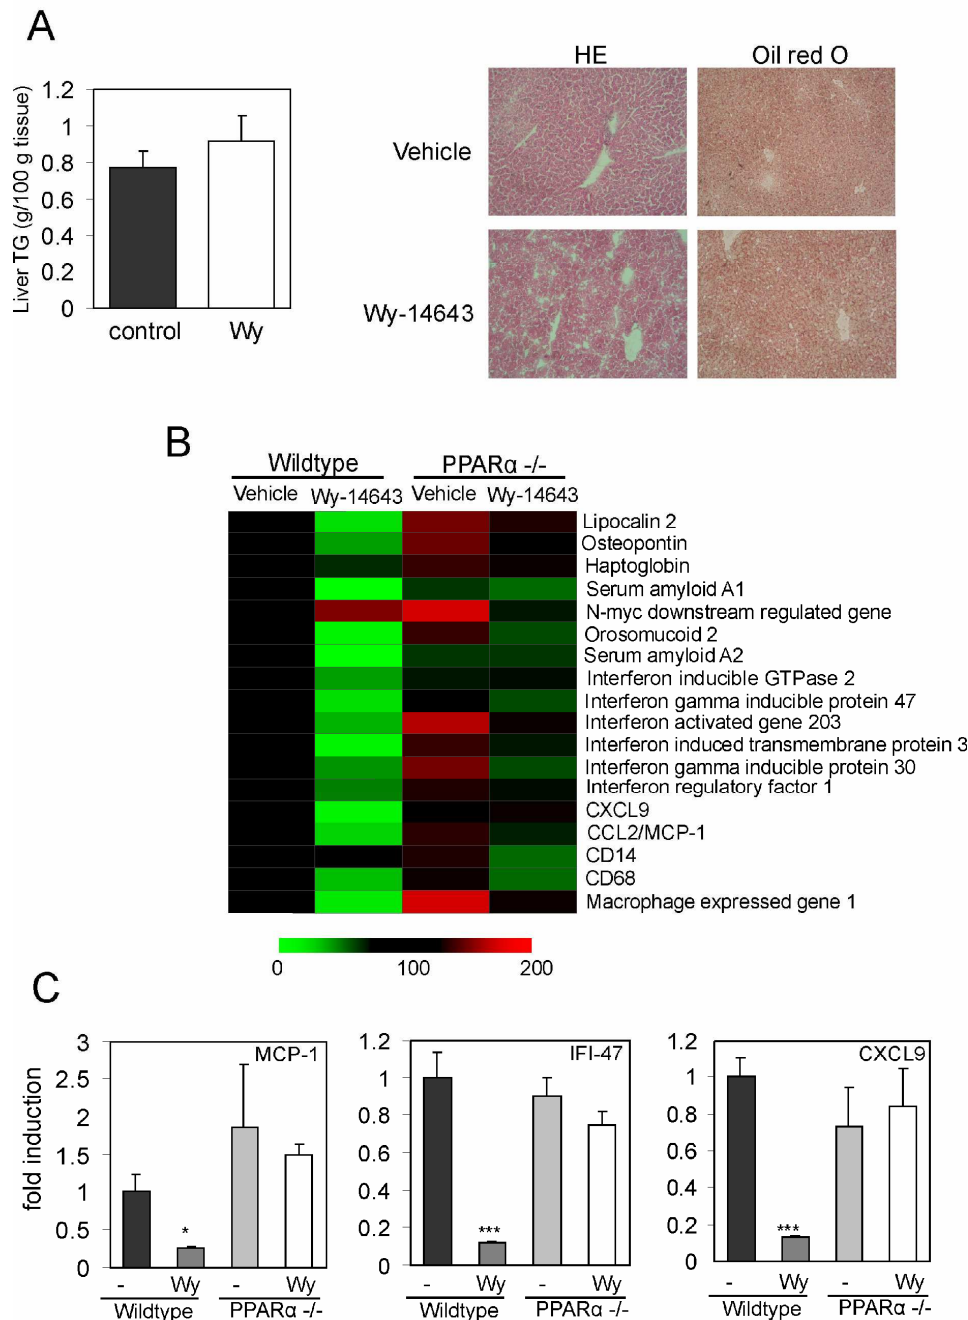 A
HE
Oil red O
Liver TG (g/100 g tissue)
1.2
1
0.8
0.6
0.4
0.2
0
control
Wy
Vehicle
Wy-14643
B
Wildtype
PPARα -/-
Vehicle
Wy-14643
Vehicle
Wy-14643
Lipocalin 2
Osteopontin
Haptoglobin
Serum amyloid A1
N-myc downstream regulated gene
Orosomucoid 2
Serum amyloid A2
Interferon inducible GTPase 2
Interferon gamma inducible protein 47
Interferon activated gene 203
Interferon induced transmembrane protein 3
Interferon gamma inducible protein 30
Interferon regulatory factor 1
CXCL9
CCL2/MCP-1
CD14
CD68
Macrophage expressed gene 1
0
100
200
C
fold induction
3
2.5
2
1.5
1
0.5
0
MCP-1
*
-
Wy
-
Wy
Wildtype
PPARα -/-
1.2
1
0.8
0.6
0.4
0.2
0
IFI-47
***
-
Wy
-
Wy
Wildtype
PPARα -/-
1.2
1
0.8
0.6
0.4
0.2
0
CXCL9
***
-
Wy
-
Wy
Wildtype
PPARα -/-